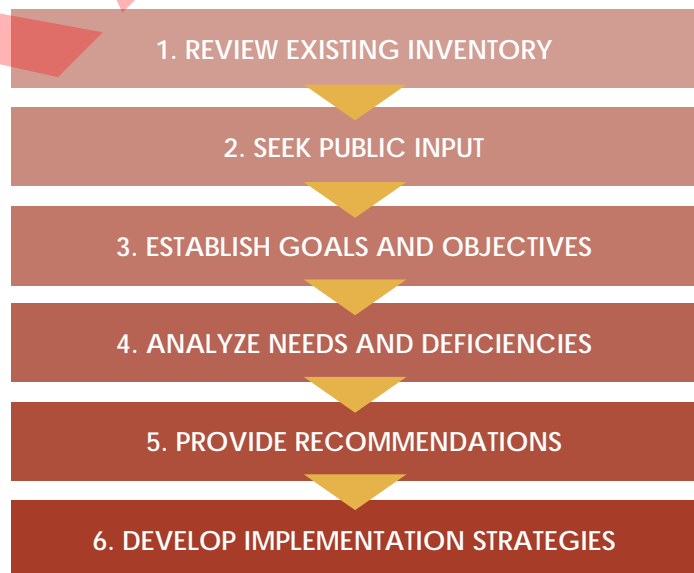 1. REVIEW EXISTING INVENTORY
2. SEEK PUBLIC INPUT
3. ESTABLISH GOALS AND OBJECTIVES
4. ANALYZE NEEDS AND DEFICIENCIES
5. PROVIDE RECOMMENDATIONS
6. DEVELOP IMPLEMENTATION STRATEGIES